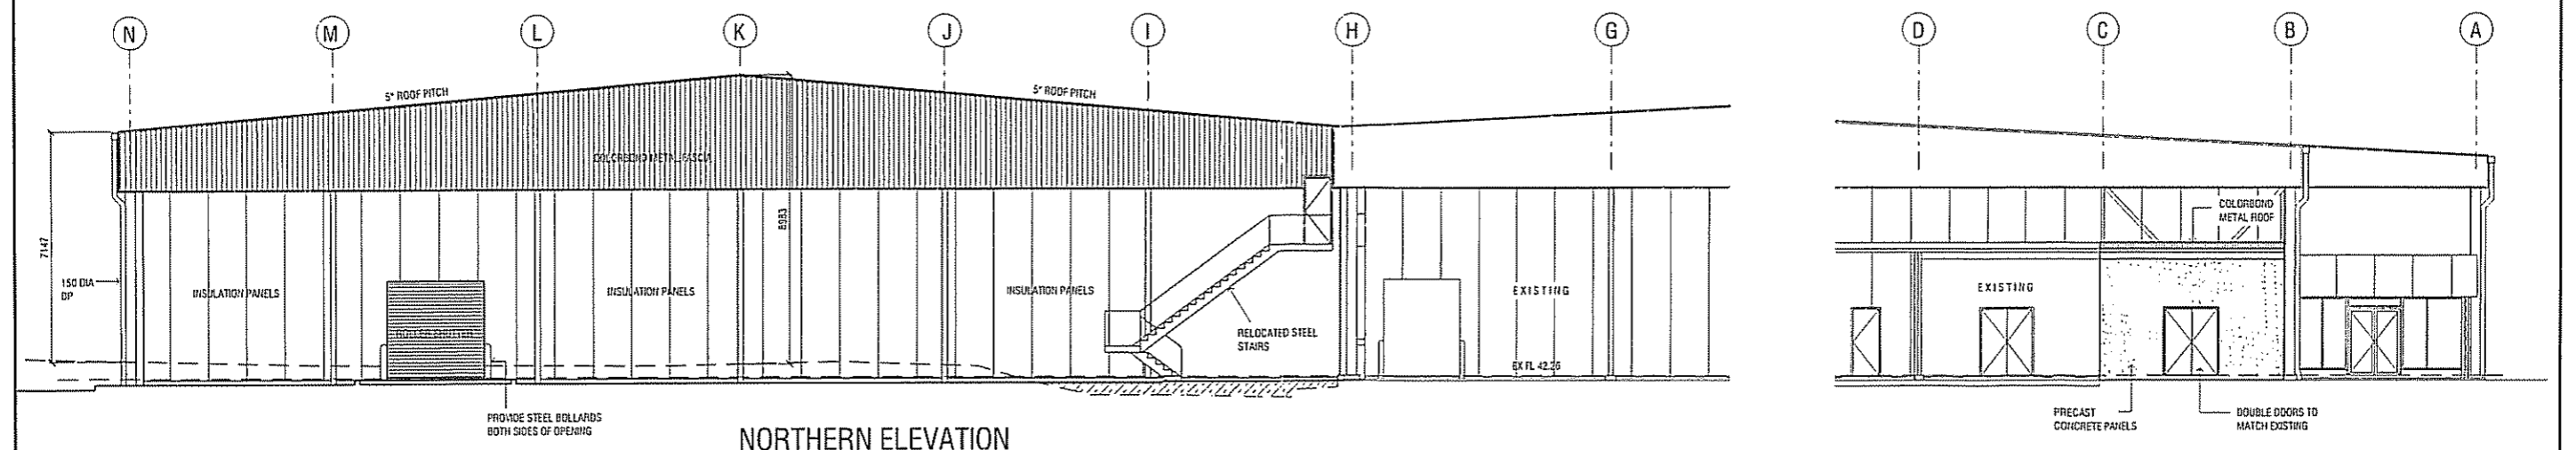 N M L K J I H G D C B A
5° ROOF PITCH
5° ROOF PITCH
COLORBOND METAL FASCIA
7147
8983
150 DIA
DP
INSULATION PANELS
ROLLER SHUTTER
INSULATION PANELS
INSULATION PANELS
RELOCATED STEEL
STAIRS
EXISTING
EX FL 42.26
COLORBOND
METAL ROOF
EXISTING
PROVIDE STEEL BOLLARDS
BOTH SIDES OF OPENING
PRECAST
CONCRETE PANELS
DOUBLE DOORS TO
MATCH EXISTING
NORTHERN ELEVATION